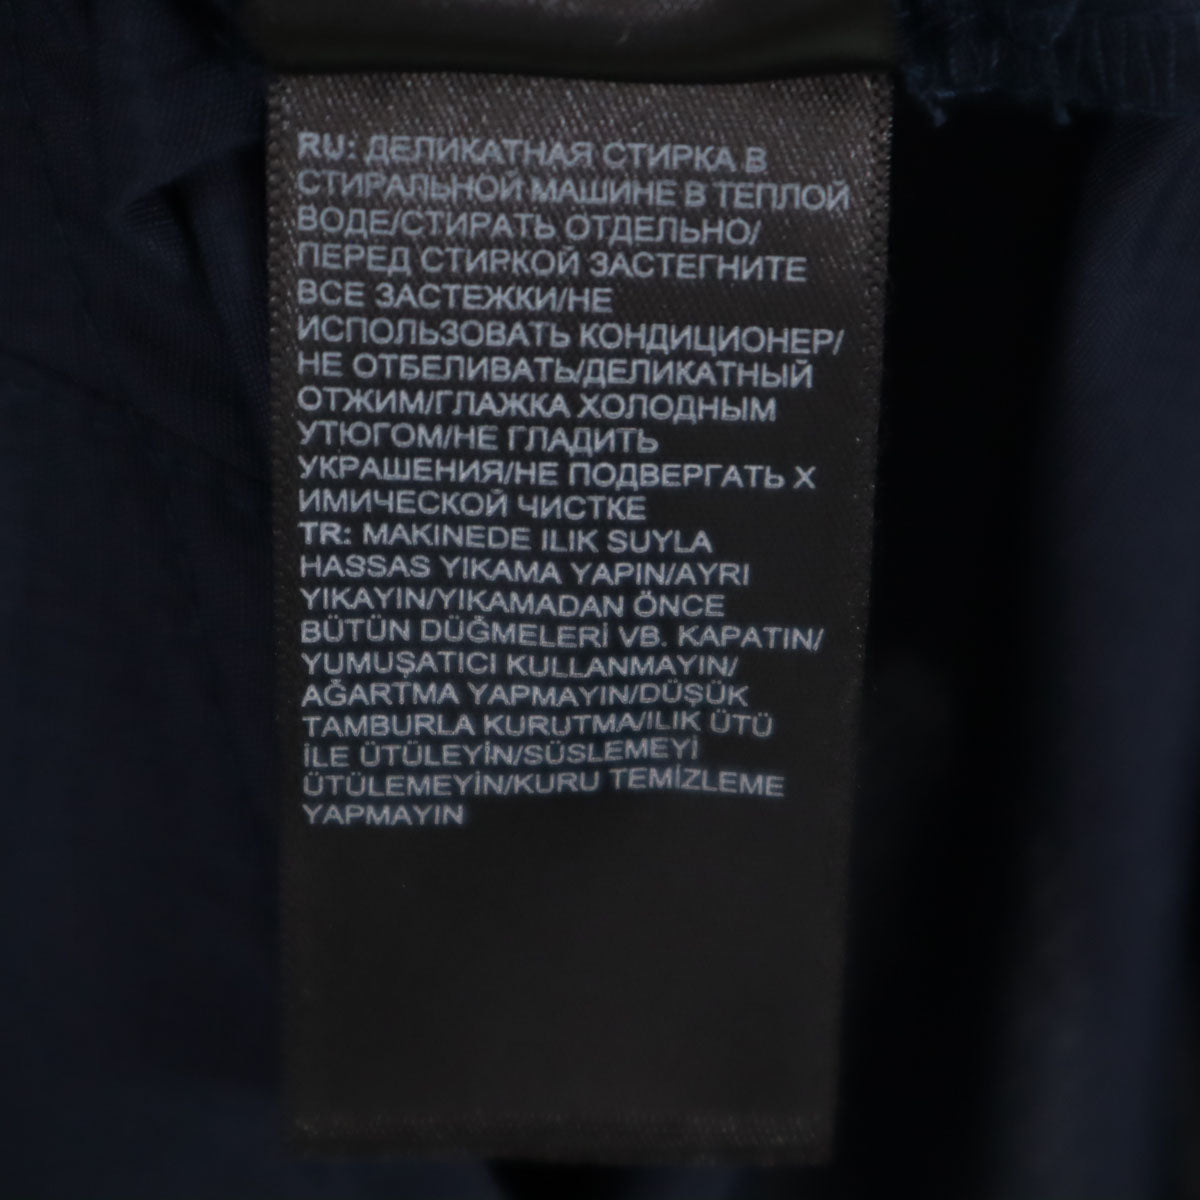 RU: ДЕЛИКАТНАЯ СТИРКА В
СТИРАЛЬНОЙ МАШИНЕ В ТЕПЛОЙ
ВОДЕ/СТИРАТЬ ОТДЕЛЬНО/
ПЕРЕД СТИРКОЙ ЗАСТЕГНИТЕ
ВСЕ ЗАСТЕЖКИ/НЕ
ИСПОЛЬЗОВАТЬ КОНДИЦИОНЕР/
НЕ ОТБЕЛИВАТЬ/ДЕЛИКАТНЫЙ
ОТЖИМ/ГЛАЖКА ХОЛОДНЫМ
УТЮГОМ/НЕ ГЛАДИТЬ
УКРАШЕНИЯ/НЕ ПОДВЕРГАТЬ Х
ИМИЧЕСКОЙ ЧИСТКЕ
TR: MAKINEDE ILIK SUYLA
HASSAS YIKAMA YAPIN/AYRI
YIKAYIN/YIKAMADAN ÖNCE
BÜTÜN DÜĞMELERİ VB. KAPATIN/
YUMUŞATICI KULLANMAYIN/
AĞARTMA YAPMAYIN/DÜŞÜK
TAMBURLA KURUTMA/ILIK ÜTÜ
İLE ÜTÜLEYİN/SÜSLEMEYİ
ÜTÜLEMEYİN/KURU TEMİZLEME
YAPMAYIN